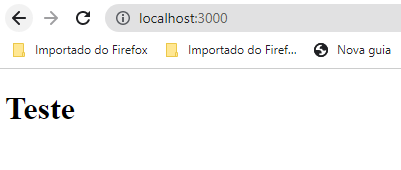 localhost:3000
Importado do Firefox Importado do Firef... Nova guia
Teste